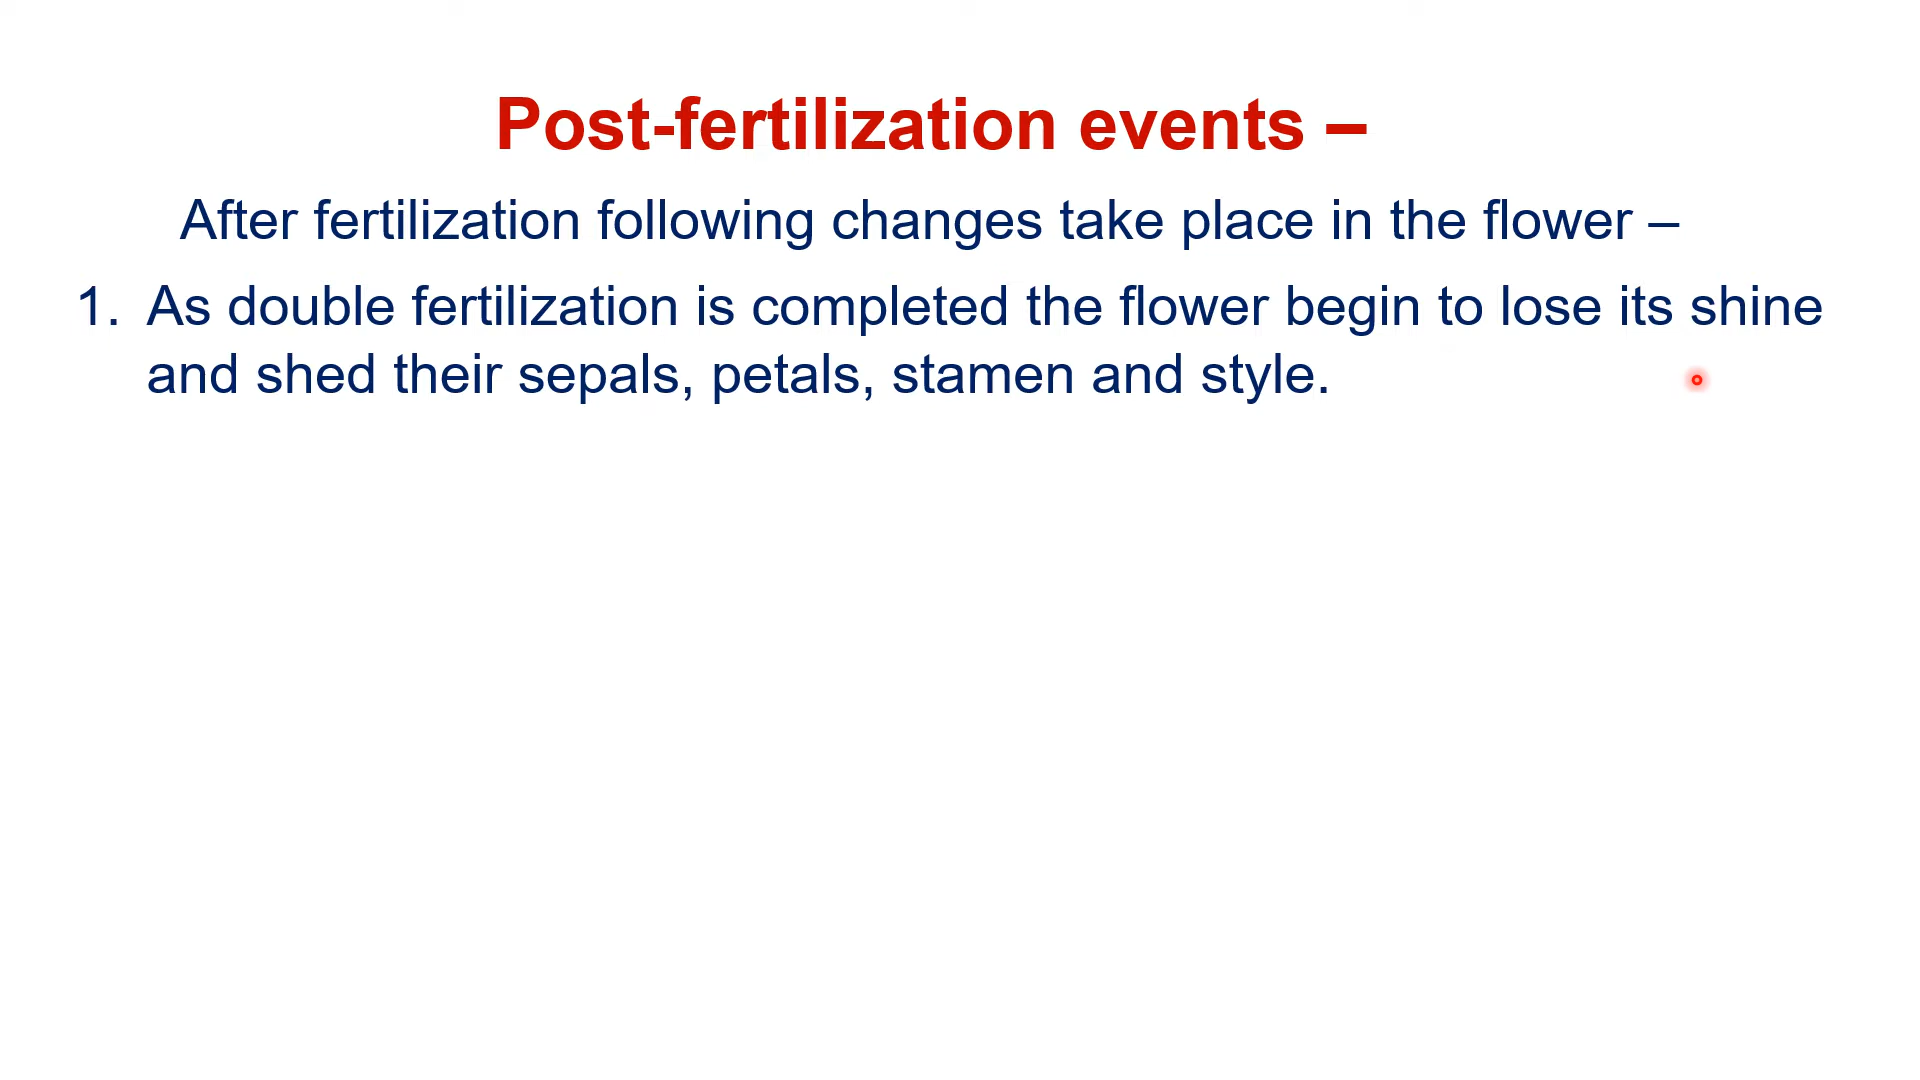 Post-fertilization events –
After fertilization following changes take place in the flower –
1. As double fertilization is completed the flower begin to lose its shine
and shed their sepals, petals, stamen and style.